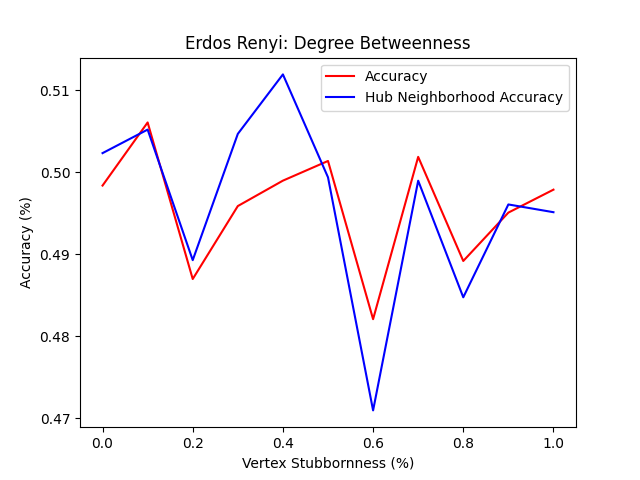 Erdos Renyi: Degree Betweenness
Accuracy
Hub Neighborhood Accuracy
Accuracy (%)
0.51
0.50
0.49
0.48
0.47
0.0 0.2 0.4 0.6 0.8 1.0
Vertex Stubbornness (%)